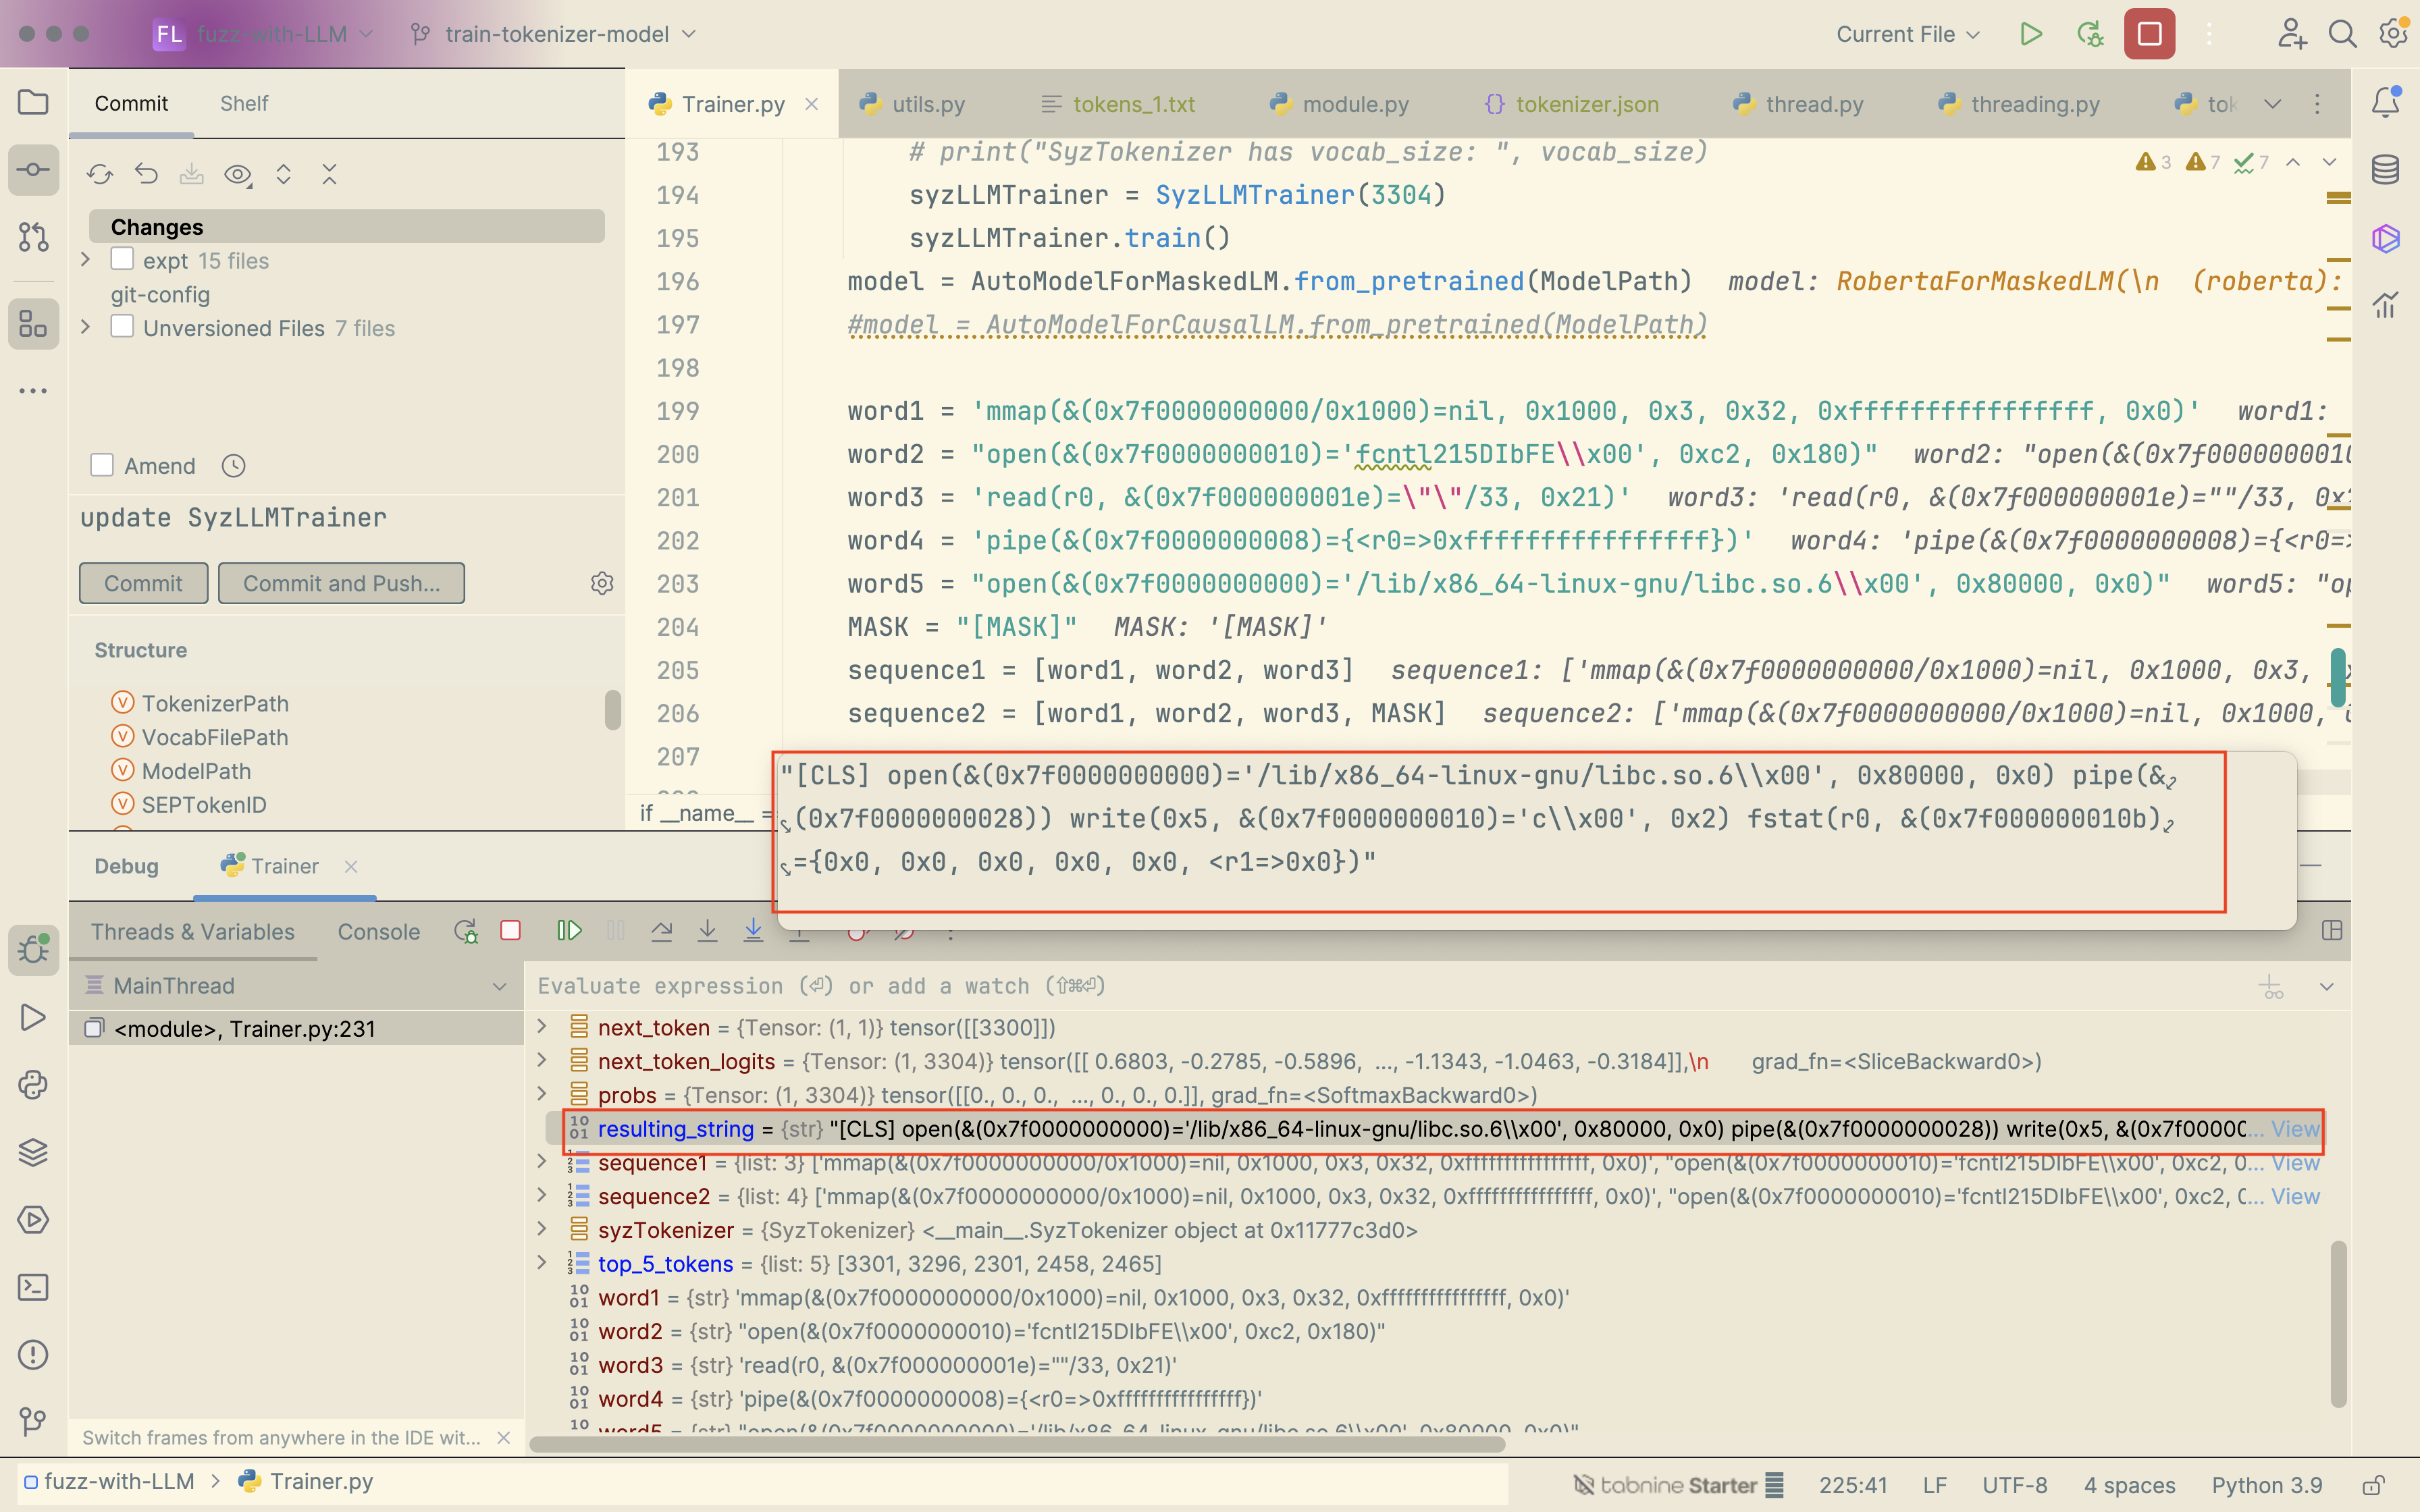 FL fuzz-with-LLM train-tokenizer-model Current File
Commit Shelf
Changes
expt 15 files
git-config
Unversioned Files 7 files
Amend
update SyzLLMTrainer
Commit Commit and Push...
Structure
TokenizerPath
VocabFilePath
ModelPath
SEPTokenID
Trainer.py utils.py tokens_1.txt module.py tokenizer.json thread.py threading.py tok
3 7 7
193 # print("SyzTokenizer has vocab_size: ", vocab_size)
194 syzLLMTrainer = SyzLLMTrainer(3304)
195 syzLLMTrainer.train()
196 model = AutoModelForMaskedLM.from_pretrained(ModelPath) model: RobertaForMaskedLM(\n (roberta):
197 #model = AutoModelForCausalLM.from_pretrained(ModelPath)
198
199 word1 = 'mmap(&(0x7f0000000000/0x1000)=nil, 0x1000, 0x3, 0x32, 0xffffffffffffffff, 0x0)' word1:
200 word2 = "open(&(0x7f0000000010)='fcntl215DIbFE\\x00', 0xc2, 0x180)" word2: "open(&(0x7f0000000010
201 word3 = 'read(r0, &(0x7f000000001e)=\"\"/33, 0x21)' word3: 'read(r0, &(0x7f000000001e)=""/33, 0x
202 word4 = 'pipe(&(0x7f0000000008)={<r0=>0xffffffffffffffff})' word4: 'pipe(&(0x7f0000000008)={<r0=
203 word5 = "open(&(0x7f0000000000)='/lib/x86_64-linux-gnu/libc.so.6\\x00', 0x80000, 0x0)" word5: "op
204 MASK = "[MASK]" MASK: '[MASK]'
205 sequence1 = [word1, word2, word3] sequence1: ['mmap(&(0x7f0000000000/0x1000)=nil, 0x1000, 0x3,
206 sequence2 = [word1, word2, word3, MASK] sequence2: ['mmap(&(0x7f0000000000/0x1000)=nil, 0x1000,
207
if __name__ =
"[CLS] open(&(0x7f0000000000)='/lib/x86_64-linux-gnu/libc.so.6\\x00', 0x80000, 0x0) pipe(&
(0x7f0000000028)) write(0x5, &(0x7f0000000010)='c\\x00', 0x2) fstat(r0, &(0x7f000000010b)
={0x0, 0x0, 0x0, 0x0, 0x0, <r1=>0x0})"
Debug Trainer
Threads & Variables Console
MainThread
<module>, Trainer.py:231
Switch frames from anywhere in the IDE wit...
Evaluate expression (⏎) or add a watch (⇧⌘⏎)
next_token = {Tensor: (1, 1)} tensor([[3300]])
next_token_logits = {Tensor: (1, 3304)} tensor([[ 0.6803, -0.2785, -0.5896, ..., -1.1343, -1.0463, -0.3184]],\n grad_fn=<SliceBackward0>)
probs = {Tensor: (1, 3304)} tensor([[0., 0., 0., ..., 0., 0., 0.]], grad_fn=<SoftmaxBackward0>)
resulting_string = {str} "[CLS] open(&(0x7f0000000000)='/lib/x86_64-linux-gnu/libc.so.6\\x00', 0x80000, 0x0) pipe(&(0x7f0000000028)) write(0x5, &(0x7f0000C... View
sequence1 = {list: 3} ['mmap(&(0x7f0000000000/0x1000)=nil, 0x1000, 0x3, 0x32, 0xffffffffffffffff, 0x0)', "open(&(0x7f0000000010)='fcntl215DIbFE\\x00', 0xc2, 0... View
sequence2 = {list: 4} ['mmap(&(0x7f0000000000/0x1000)=nil, 0x1000, 0x3, 0x32, 0xffffffffffffffff, 0x0)', "open(&(0x7f0000000010)='fcntl215DIbFE\\x00', 0xc2, (... View
syzTokenizer = {SyzTokenizer} <__main__.SyzTokenizer object at 0x11777c3d0>
top_5_tokens = {list: 5} [3301, 3296, 2301, 2458, 2465]
word1 = {str} 'mmap(&(0x7f0000000000/0x1000)=nil, 0x1000, 0x3, 0x32, 0xffffffffffffffff, 0x0)'
word2 = {str} "open(&(0x7f0000000010)='fcntl215DIbFE\\x00', 0xc2, 0x180)"
word3 = {str} 'read(r0, &(0x7f000000001e)=""/33, 0x21)'
word4 = {str} 'pipe(&(0x7f0000000008)={<r0=>0xffffffffffffffff})'
word5 = {str} "open(&(0x7f0000000000)='/lib/x86_64-linux-gnu/libc.so.6\\x00', 0x80000, 0x0)"
fuzz-with-LLM > Trainer.py tabnine Starter 225:41 LF UTF-8 4 spaces Python 3.9